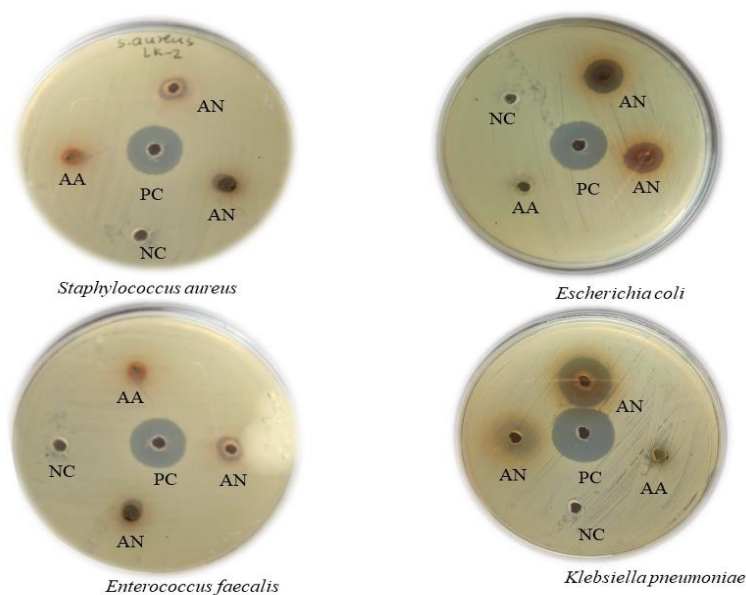 S. aureus
LK-2
AN
AA
PC
AN
NC
Staphylococcus aureus
AN
NC
PC
AN
AA
Escherichia coli
AA
NC
PC
AN
AN
Enterococcus faecalis
AN
AN
PC
AA
NC
Klebsiella pneumoniae